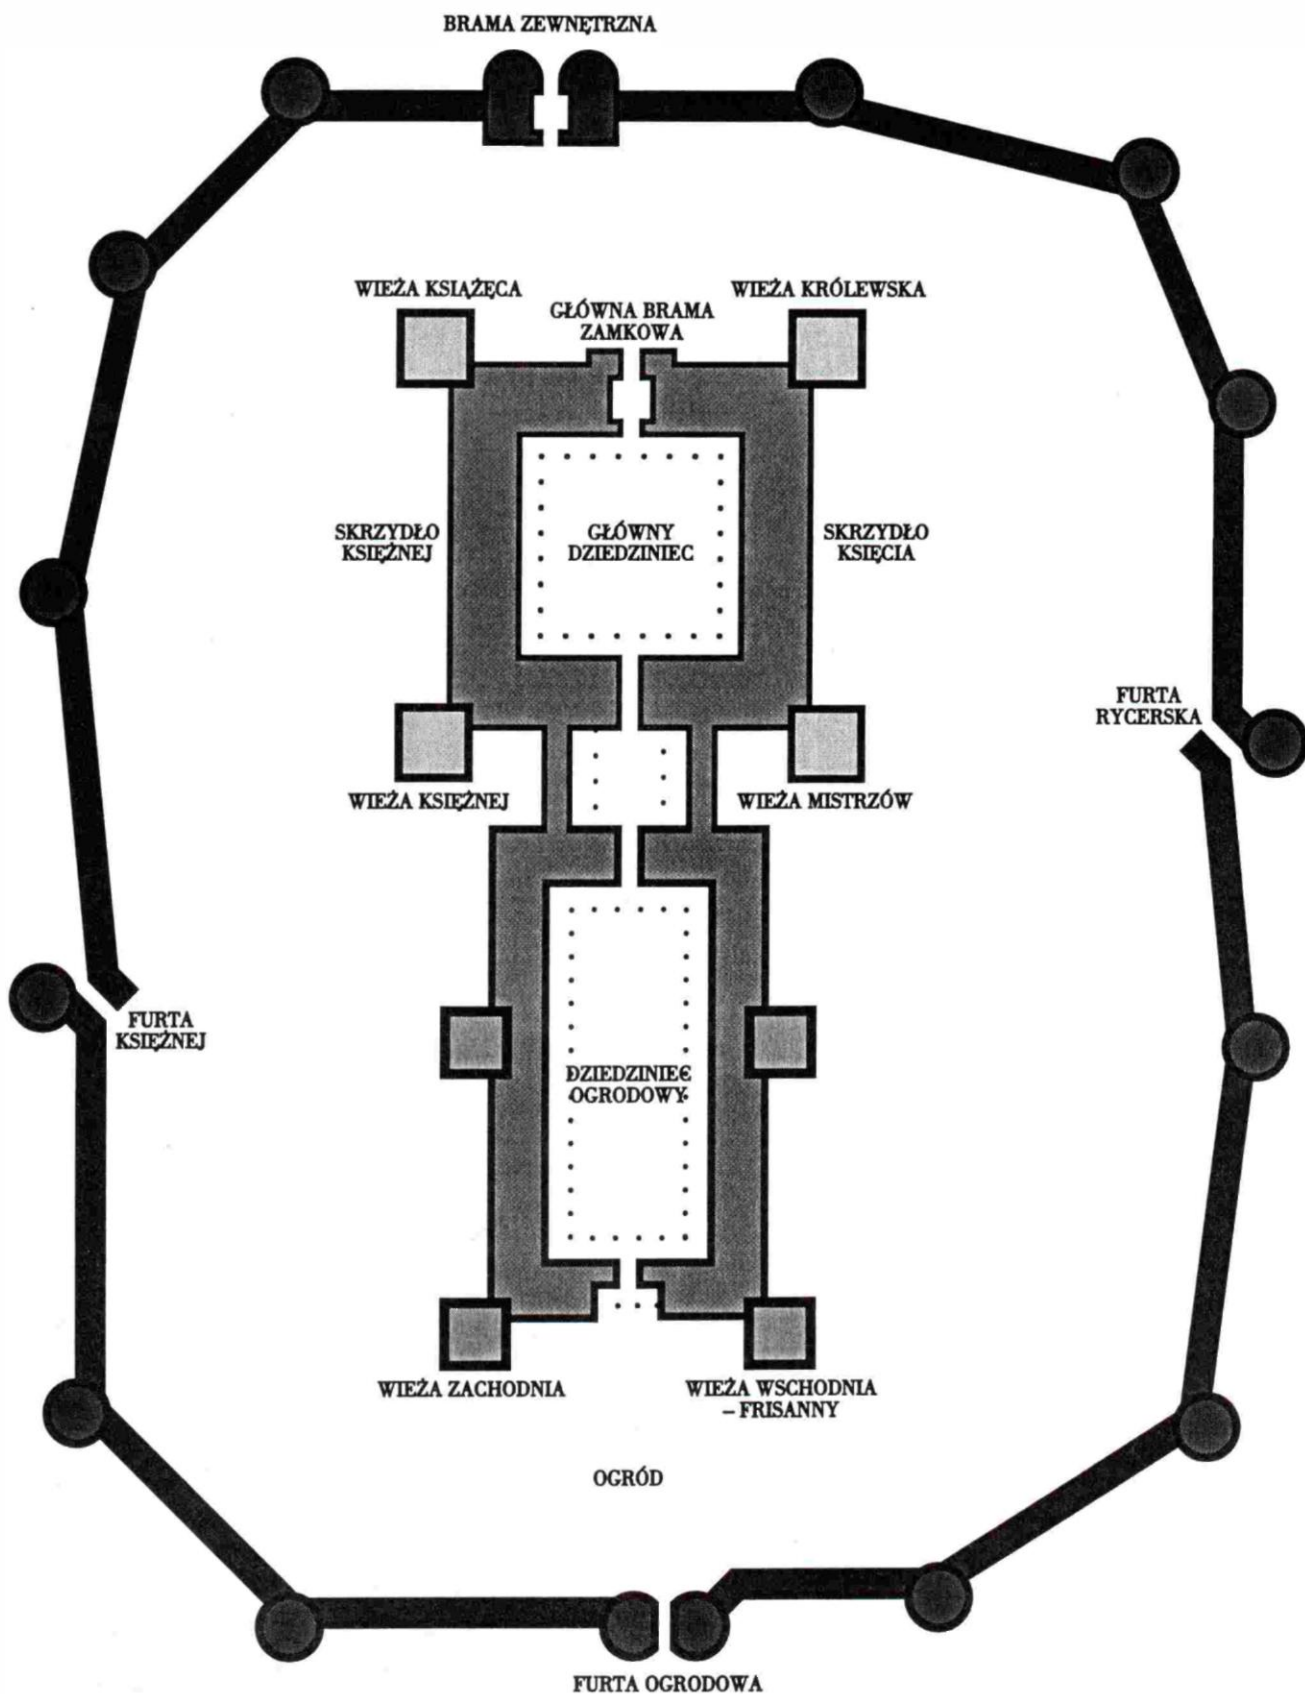 BRAMA ZEWNĘTRZNA
WIEŻA KSIĄŻĘCA
WIEŻA KRÓLEWSKA
GŁÓWNA BRAMA
ZAMKOWA
SKRZYDŁO
KSIĘŻNEJ
GŁÓWNY
DZIEDZINIEC
SKRZYDŁO
KSIĘCIA
FURTA
RYCERSKA
WIEŻA KSIĘŻNEJ
WIEŻA MISTRZÓW
FURTA
KSIĘŻNEJ
DZIEDZINIEC
OGRODOWY
WIEŻA ZACHODNIA
WIEŻA WSCHODNIA
– FRISANNY
OGRÓD
FURTA OGRODOWA